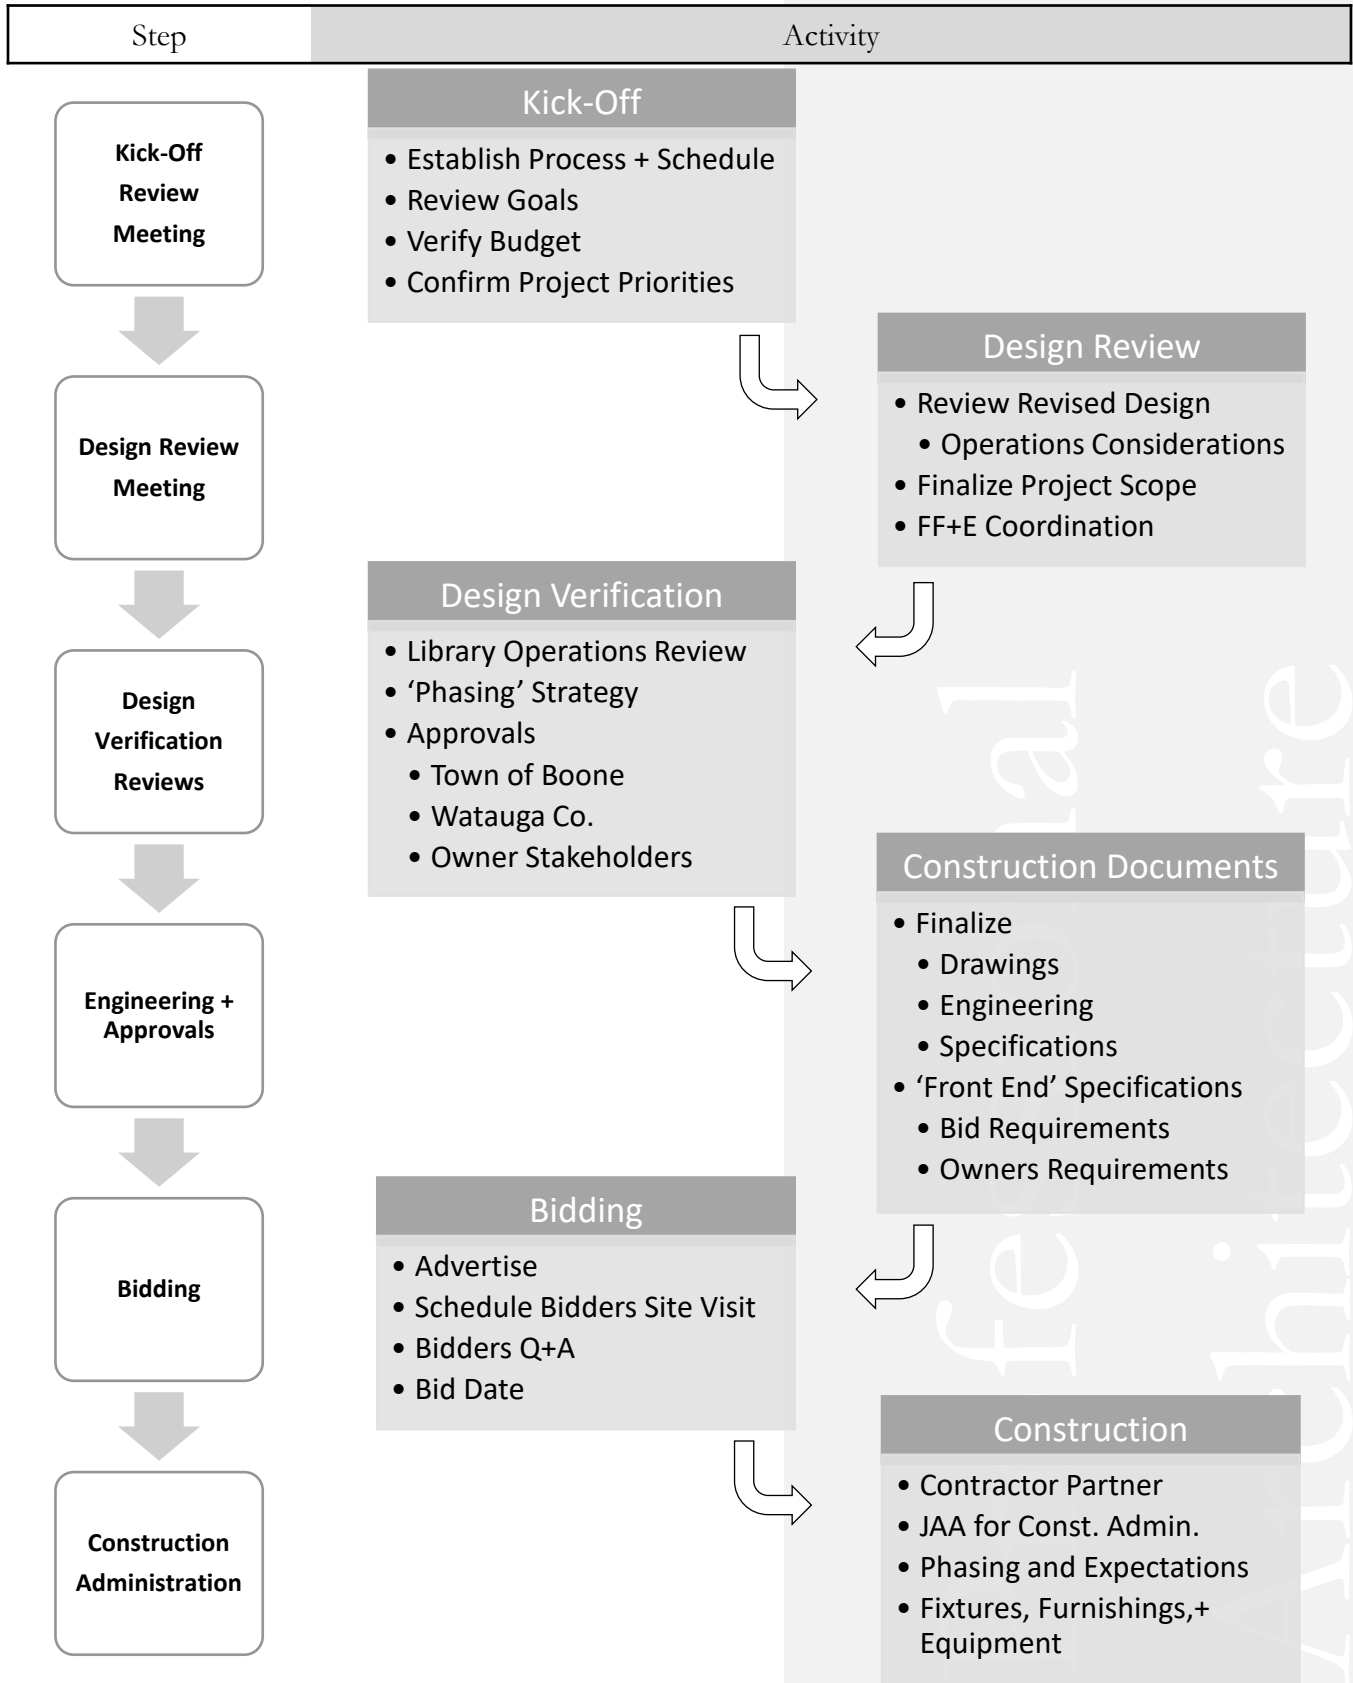 Step
Activity
Kick-Off
Review
Meeting
Kick-Off
• Establish Process + Schedule
• Review Goals
• Verify Budget
• Confirm Project Priorities
Design Review
Meeting
Design Review
• Review Revised Design
• Operations Considerations
• Finalize Project Scope
• FF+E Coordination
Design
Verification
Reviews
Design Verification
• Library Operations Review
• ‘Phasing’ Strategy
• Approvals
• Town of Boone
• Watauga Co.
• Owner Stakeholders
Engineering +
Approvals
Construction Documents
• Finalize
• Drawings
• Engineering
• Specifications
• ‘Front End’ Specifications
• Bid Requirements
• Owners Requirements
Bidding
Bidding
• Advertise
• Schedule Bidders Site Visit
• Bidders Q+A
• Bid Date
Construction
Administration
Construction
• Contractor Partner
• JAA for Const. Admin.
• Phasing and Expectations
• Fixtures, Furnishings,+
Equipment
Architecture